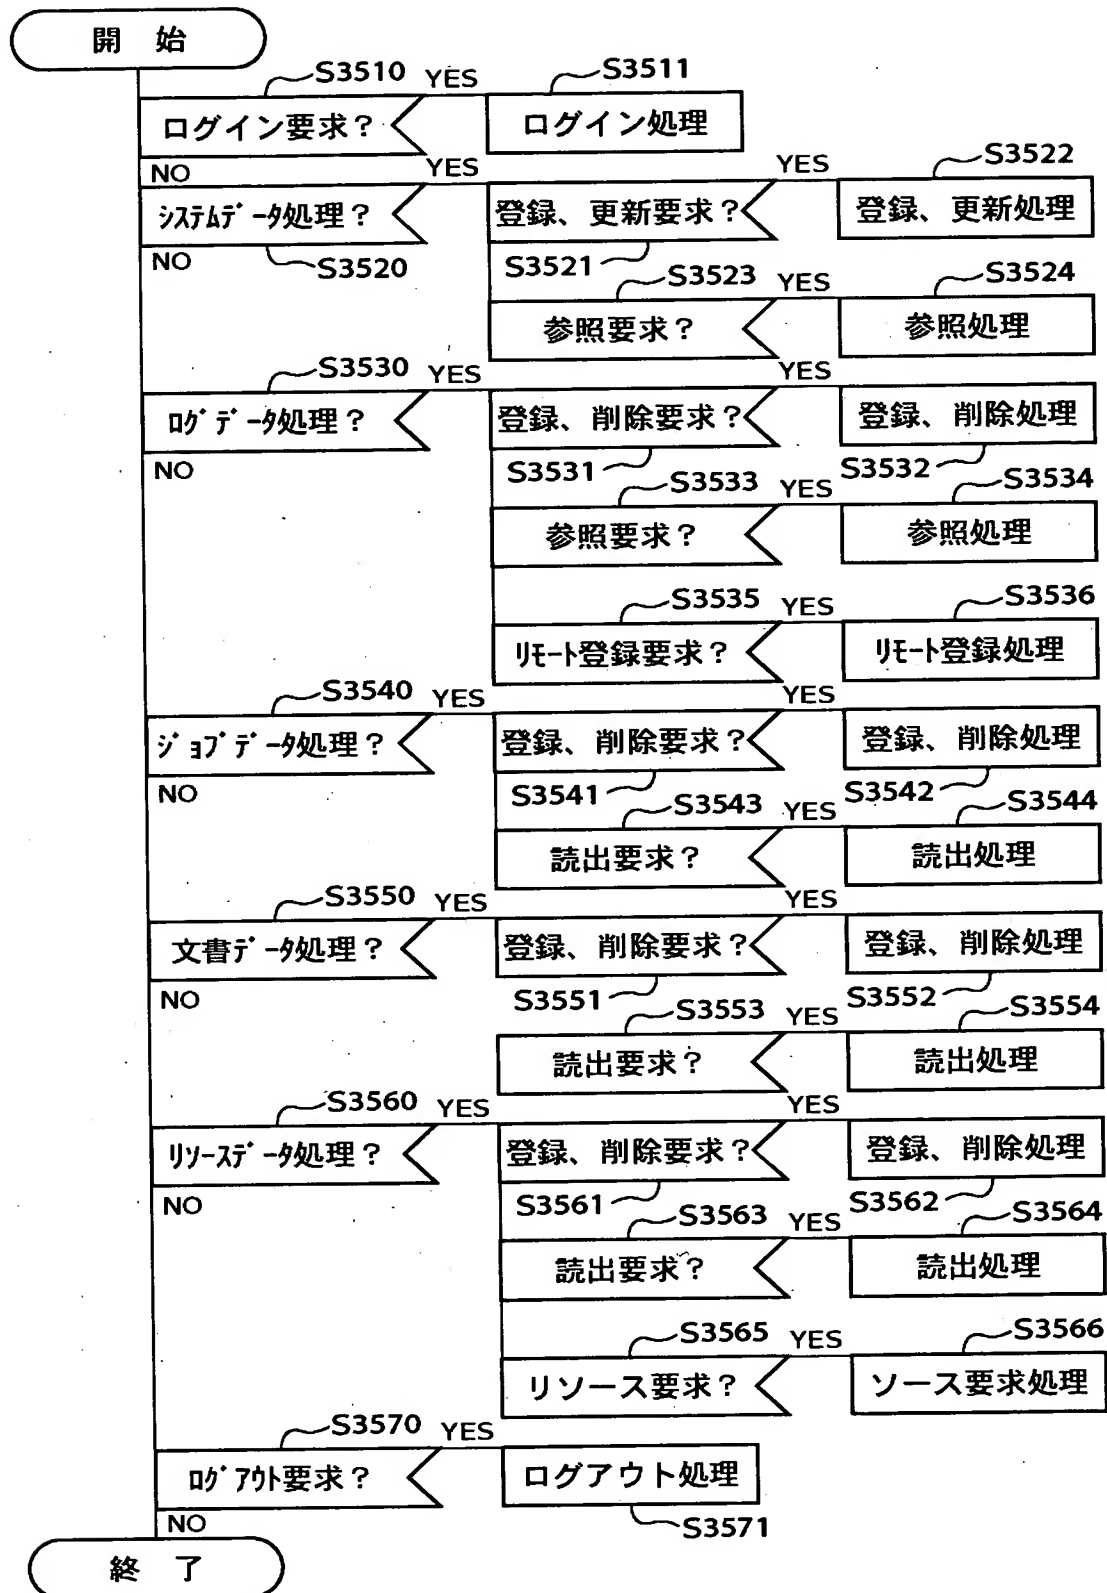 開 始
S3510 YES S3511
ログイン要求？ ログイン処理
NO YES YES S3522
システムデータ処理？ 登録、更新要求？ 登録、更新処理
NO S3520 S3521 S3523 YES S3524
参照要求？ 参照処理
S3530 YES YES
ログデータ処理？ 登録、削除要求？ 登録、削除処理
NO S3531 S3532
S3533 YES S3534
参照要求？ 参照処理
S3535 YES S3536
リモート登録要求？ リモート登録処理
S3540 YES YES
ジョブデータ処理？ 登録、削除要求？ 登録、削除処理
NO S3541 S3542
S3543 YES S3544
読出要求？ 読出処理
S3550 YES YES
文書データ処理？ 登録、削除要求？ 登録、削除処理
NO S3551 S3552
S3553 YES S3554
読出要求？ 読出処理
S3560 YES YES
リソースデータ処理？ 登録、削除要求？ 登録、削除処理
NO S3561 S3562
S3563 YES S3564
読出要求？ 読出処理
S3565 YES S3566
リソース要求？ ソース要求処理
S3570 YES
ログアウト要求？ ログアウト処理
NO S3571
終 了